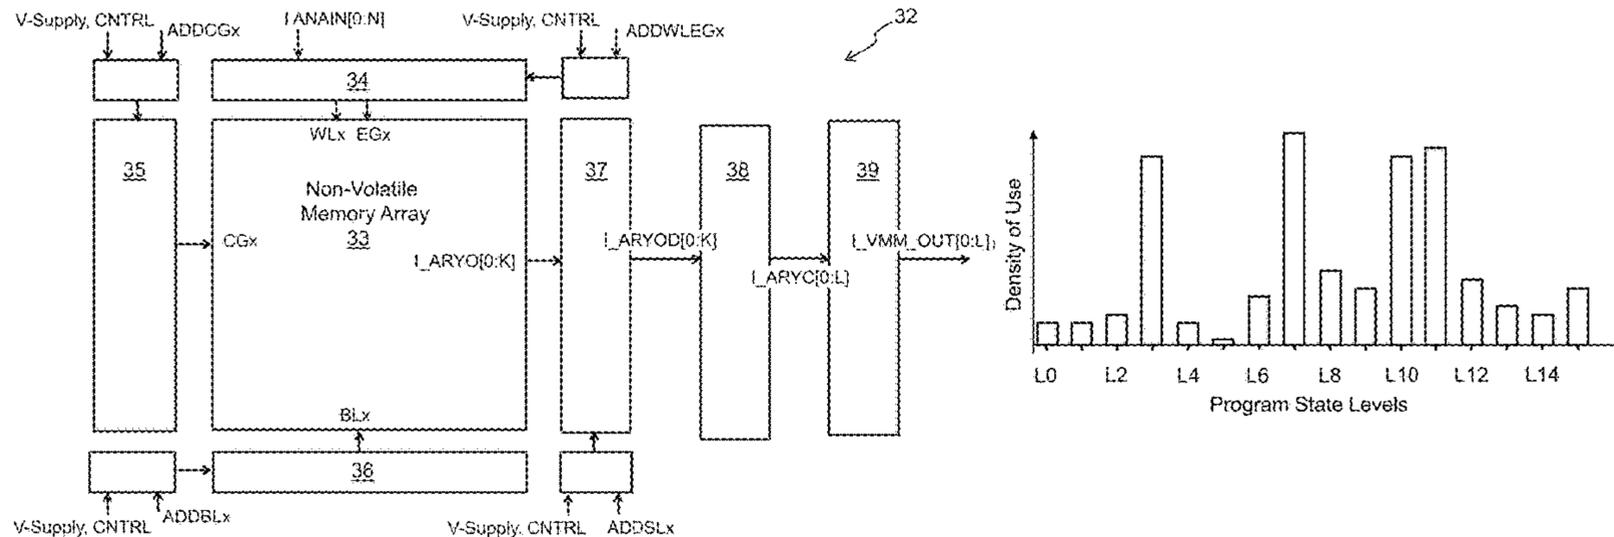 V-Supply, CNTRL
ADDCGx
I ANAIN[0:N]
V-Supply, CNTRL
ADDWLEGx
32
34
WLx EGx
35
Non-Volatile
Memory Array
33
CGx
I_ARYO[0:K]
37
I_ARYOD[0:K]
38
I_ARYC[0:L]
39
I_VMM_OUT[0:L]
BLx
36
V-Supply, CNTRL
ADDBLx
V-Supply, CNTRL
ADDSLx
Density of Use
L0 L2 L4 L6 L8 L10 L12 L14
Program State Levels